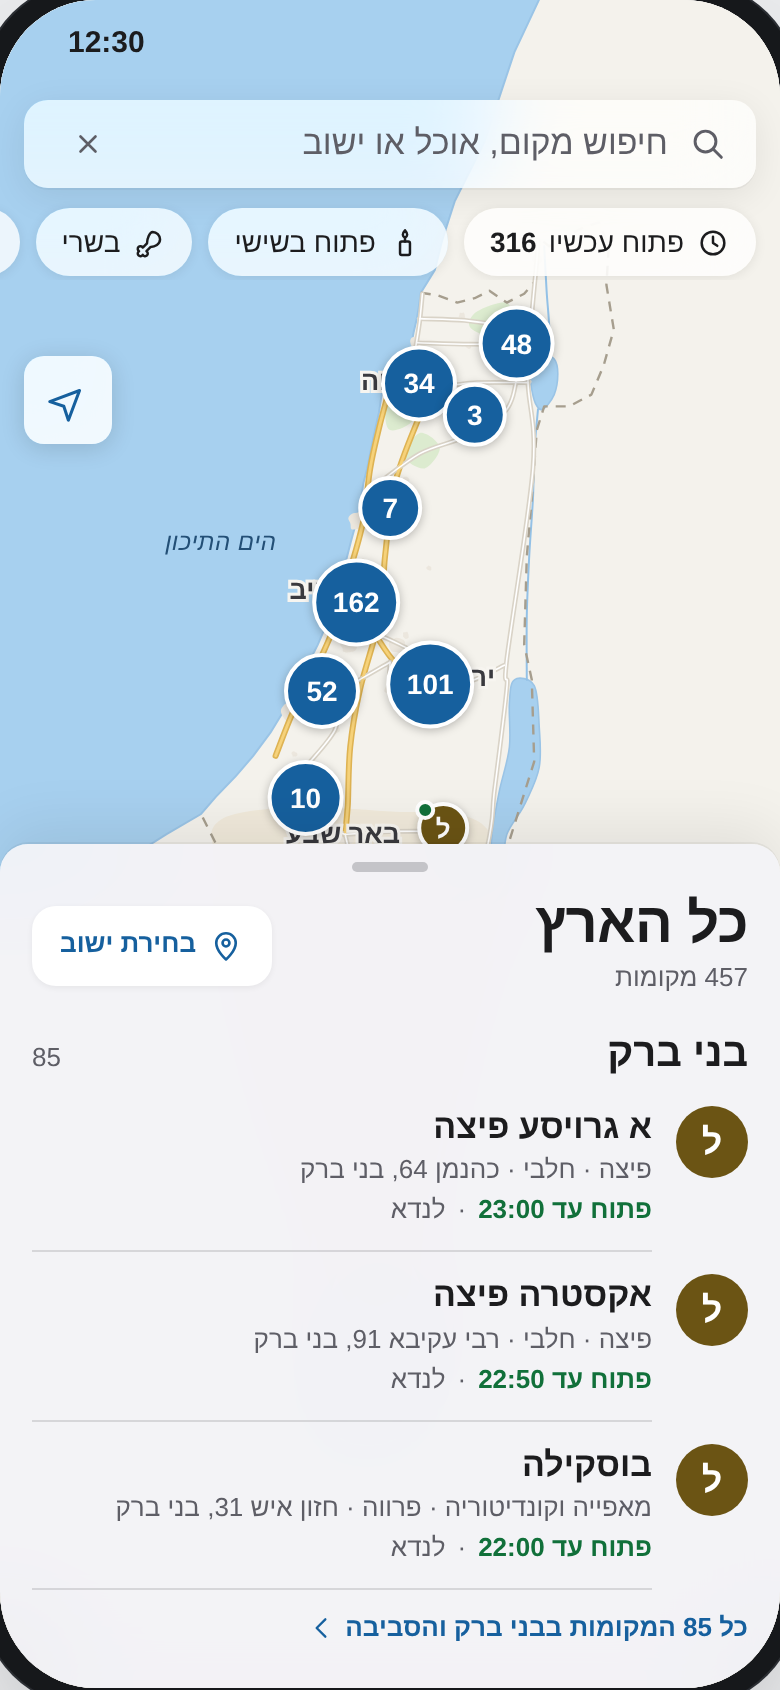 12:30
חיפוש מקום, אוכל או ישוב
פתוח עכשיו 316
פתוח בשישי
בשרי
48
34
3
7
הים התיכון
162
101
52
10
באר שבע
ל
כל הארץ
457 מקומות
בחירת ישוב
בני ברק
85
ל
א גרויסע פיצה
פיצה · חלבי · כהנמן 64, בני ברק
פתוח עד 23:00 · לנדא
ל
אקסטרה פיצה
פיצה · חלבי · רבי עקיבא 91, בני ברק
פתוח עד 22:50 · לנדא
ל
בוסקילה
מאפייה וקונדיטוריה · פרווה · חזון איש 31, בני ברק
פתוח עד 22:00 · לנדא
כל 85 המקומות בבני ברק והסביבה